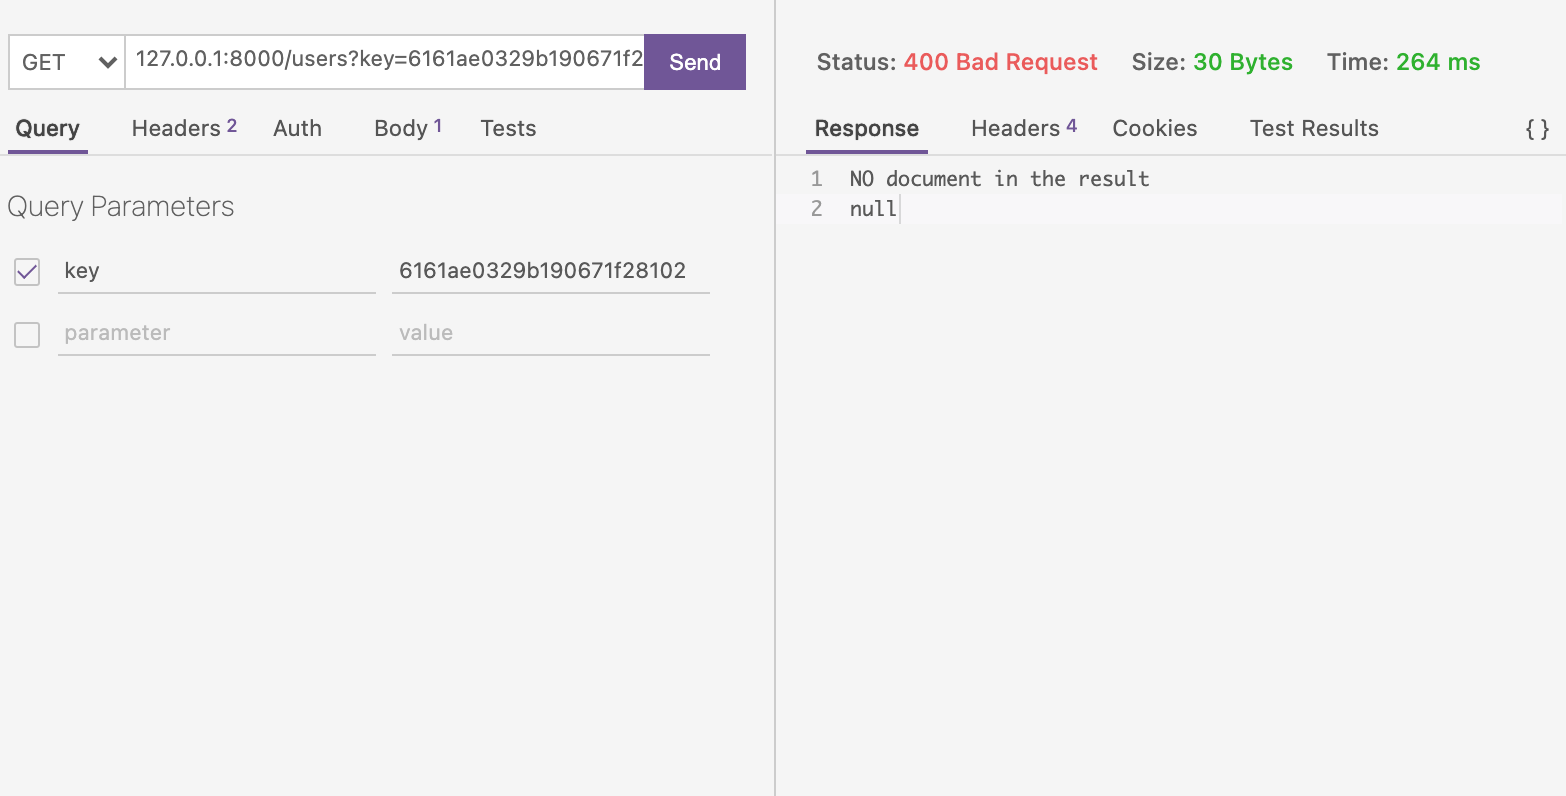 GET
127.0.0.1:8000/users?key=6161ae0329b190671f2
Send
Query
Headers 2
Auth
Body 1
Tests
Query Parameters
key
6161ae0329b190671f28102
parameter
value
Status: 400 Bad Request
Size: 30 Bytes
Time: 264 ms
Response
Headers 4
Cookies
Test Results
{ }
1 NO document in the result
2 null